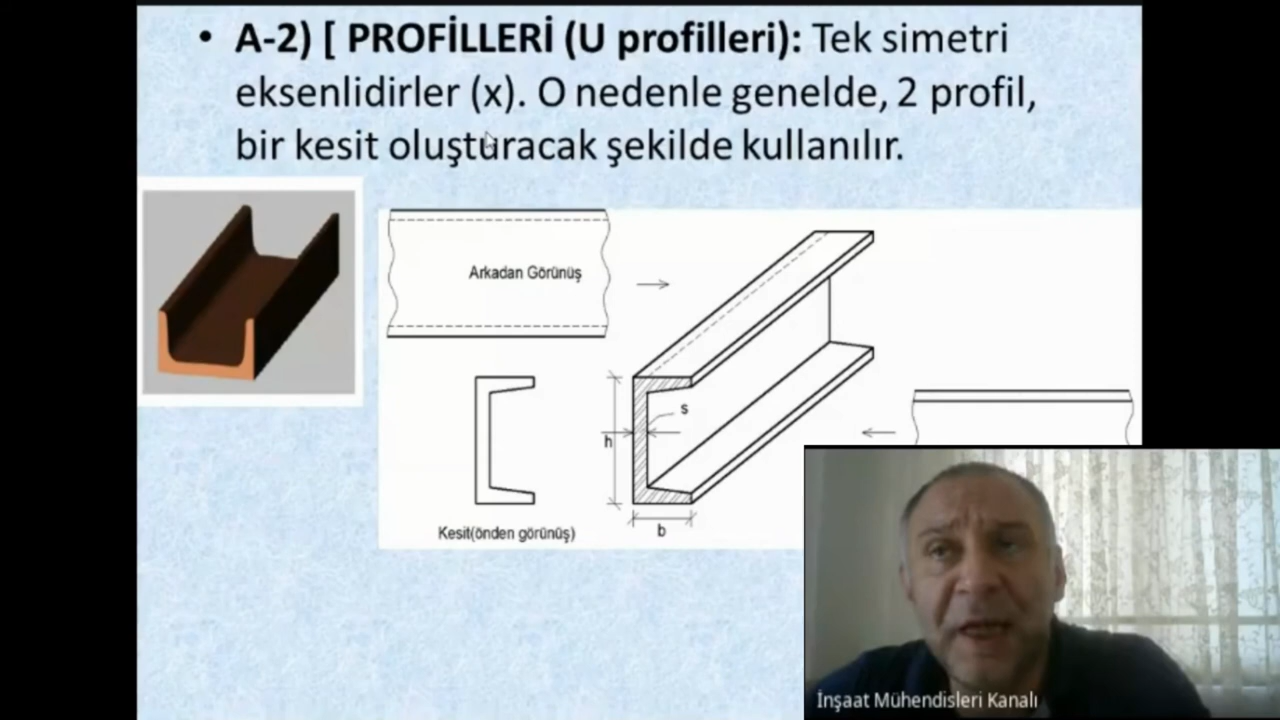 • A-2) [ PROFİLLERİ (U profilleri): Tek simetri
eksenlidirler (x). O nedenle genelde, 2 profil,
bir kesit oluşturacak şekilde kullanılır.
Arkadan Görünüş
s
h
b
Kesit(önden görünüş)
İnşaat Mühendisleri Kanalı